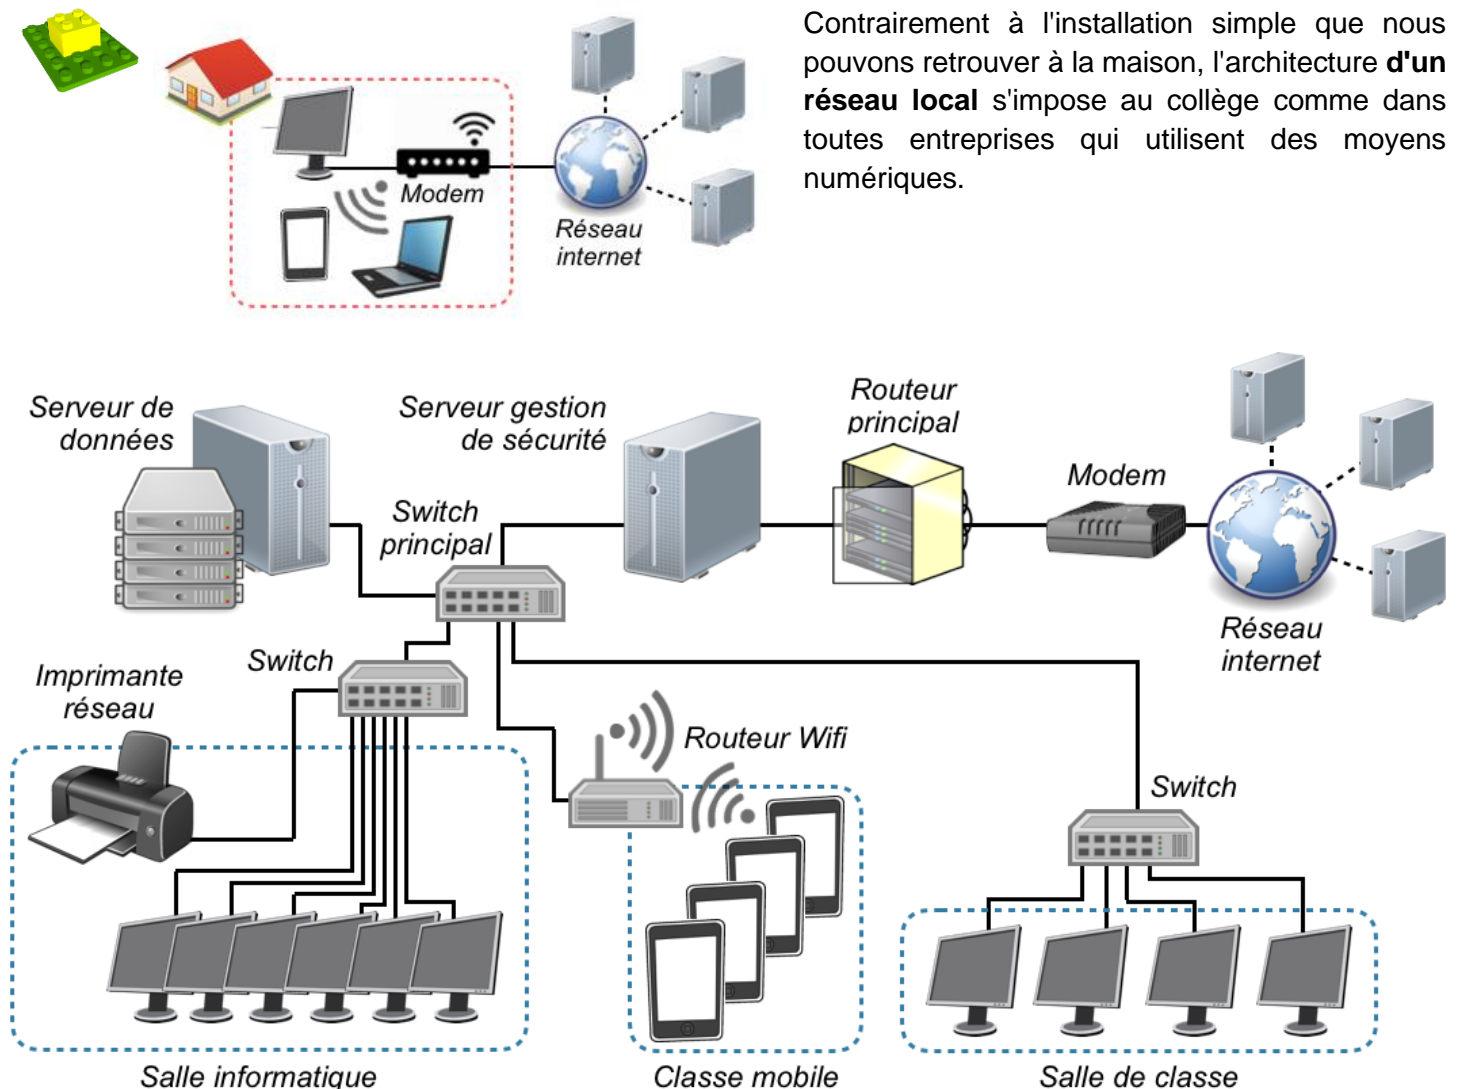 Contrairement à l'installation simple que nous
pouvons retrouver à la maison, l'architecture d'un
réseau local s'impose au collège comme dans
toutes entreprises qui utilisent des moyens
numériques.
Modem
Réseau
internet
Serveur de
données
Serveur gestion
de sécurité
Routeur
principal
Modem
Switch
principal
Réseau
internet
Switch
Imprimante
réseau
Routeur Wifi
Switch
Salle informatique
Classe mobile
Salle de classe